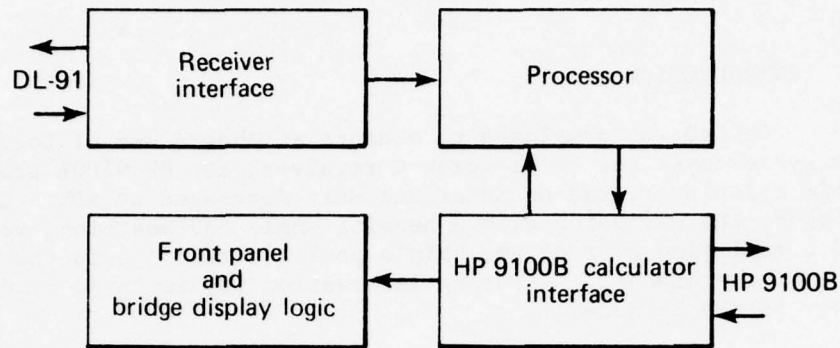 Receiver
interface
DL-91
Processor
Front panel
and
bridge display logic
HP 9100B calculator
interface
HP 9100B